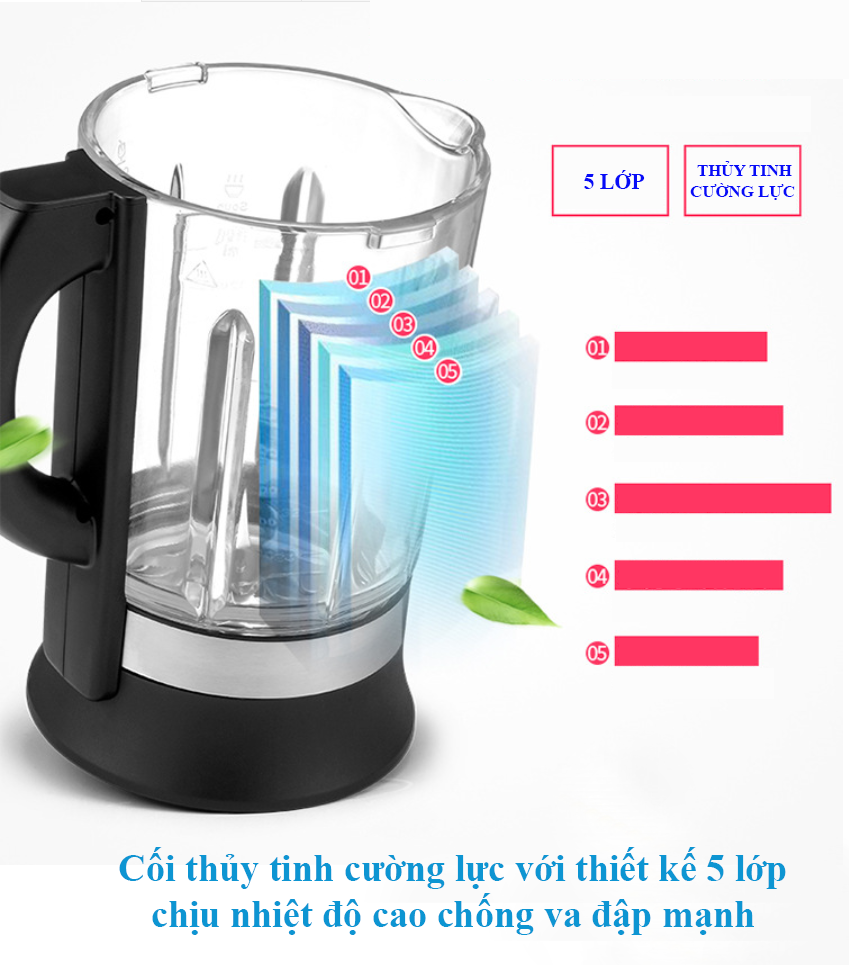 5 LỚP
THỦY TINH
CƯỜNG LỰC
01
02
03
04
05
01
02
03
04
05
Cối thủy tinh cường lực với thiết kế 5 lớp
chịu nhiệt độ cao chống va đập mạnh